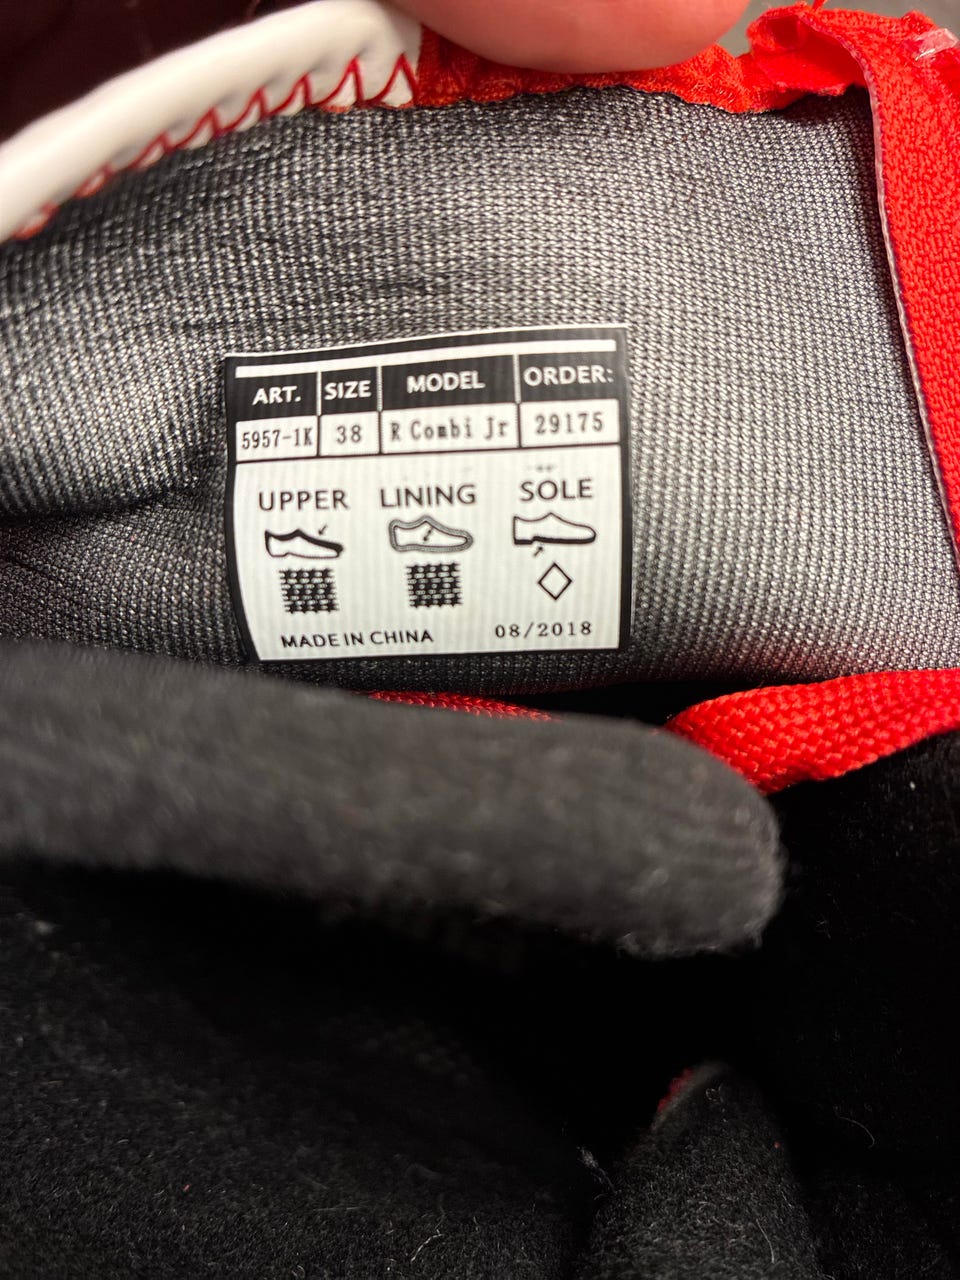 ART. SIZE MODEL ORDER:
5957-1K 38 R Combi Jr 29175
UPPER LINING SOLE
MADE IN CHINA 08/2018